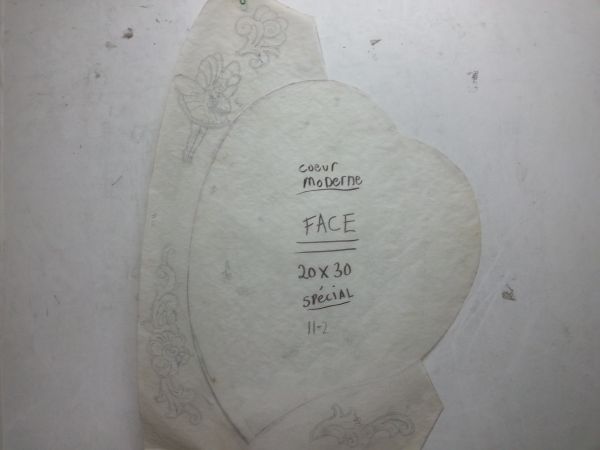 coeur
moDerne
FACE
20 x 30
SPéCIAL
11-2